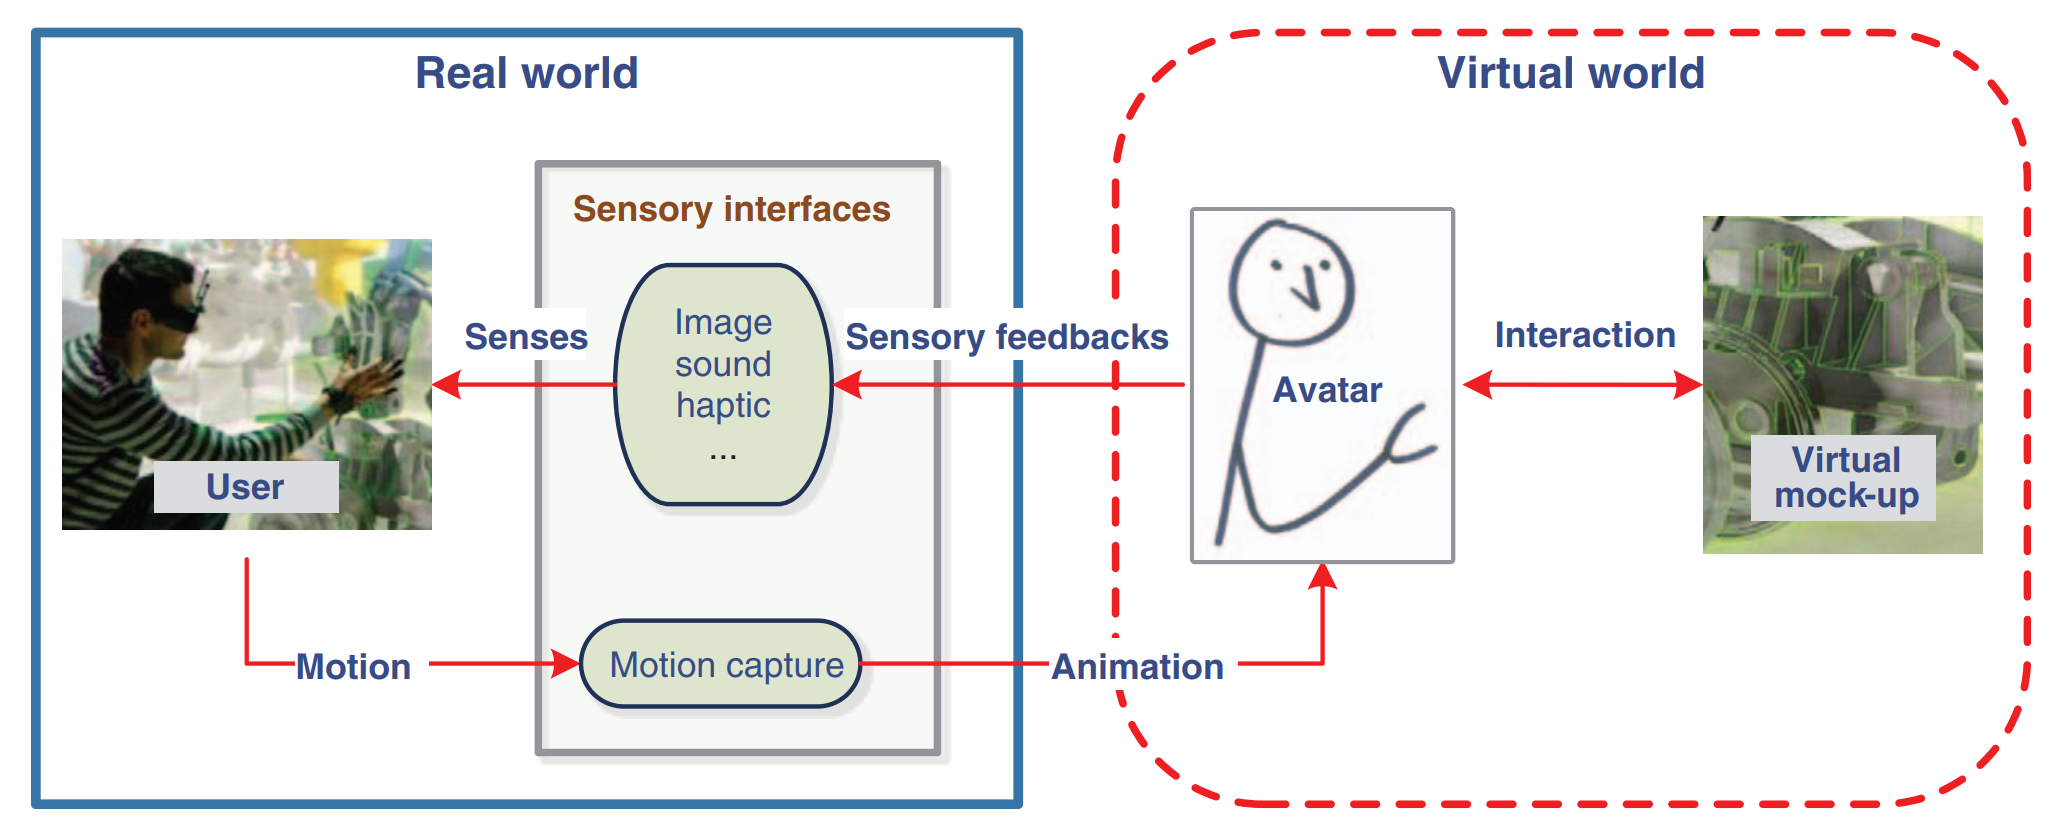 Real world
Virtual world
Sensory interfaces
Image
sound
haptic
...
Senses
Sensory feedbacks
Interaction
Avatar
User
Virtual
mock-up
Motion
Motion capture
Animation